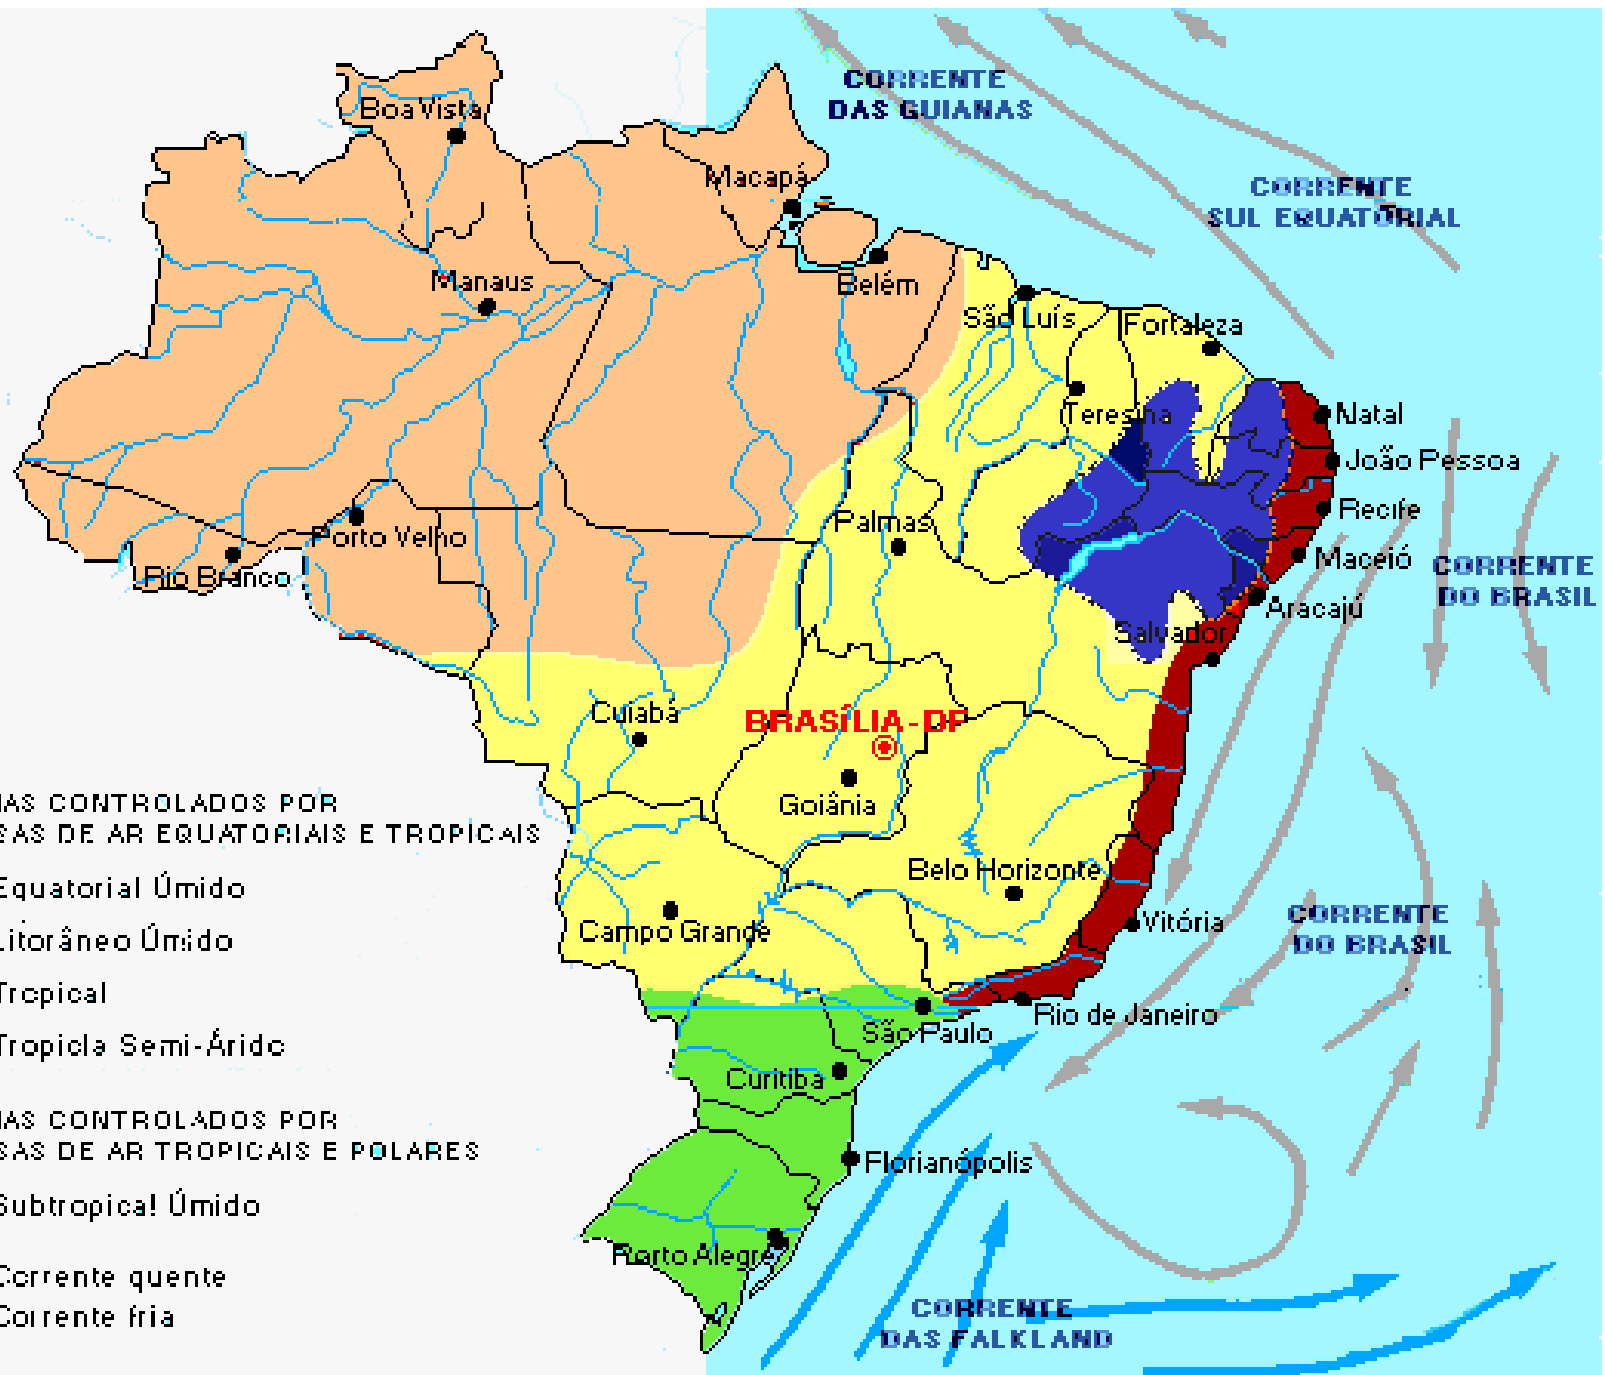 CORRENTE
DAS GUIANAS
Boa Vista
Macapá
CORRENTE
SUL EQUATORIAL
Manaus
Belém
São Luís
Fortaleza
Teresina
Natal
João Pessoa
Palmas
Recife
Porto Velho
Maceió
Rio Branco
CORRENTE
DO BRASIL
Aracajú
Salvador
Cuiabá
BRASíLIA-DF
Goiânia
IAS CONTROLADOS POR
SAS DE AR EQUATORIAIS E TROPICAIS
Equatorial Úmido
Litorâneo Úmido
Tropical
Tropicla Semi-Árido
Belo Horizonte
Campo Grande
Vitória
CORRENTE
DO BRASIL
São Paulo
Rio de Janeiro
Curitiba
IAS CONTROLADOS POR
SAS DE AR TROPICAIS E POLARES
Subtropical Úmido
Florianópolis
Porto Alegre
Corrente quente
Corrente fria
CORRENTE
DAS FALKLAND